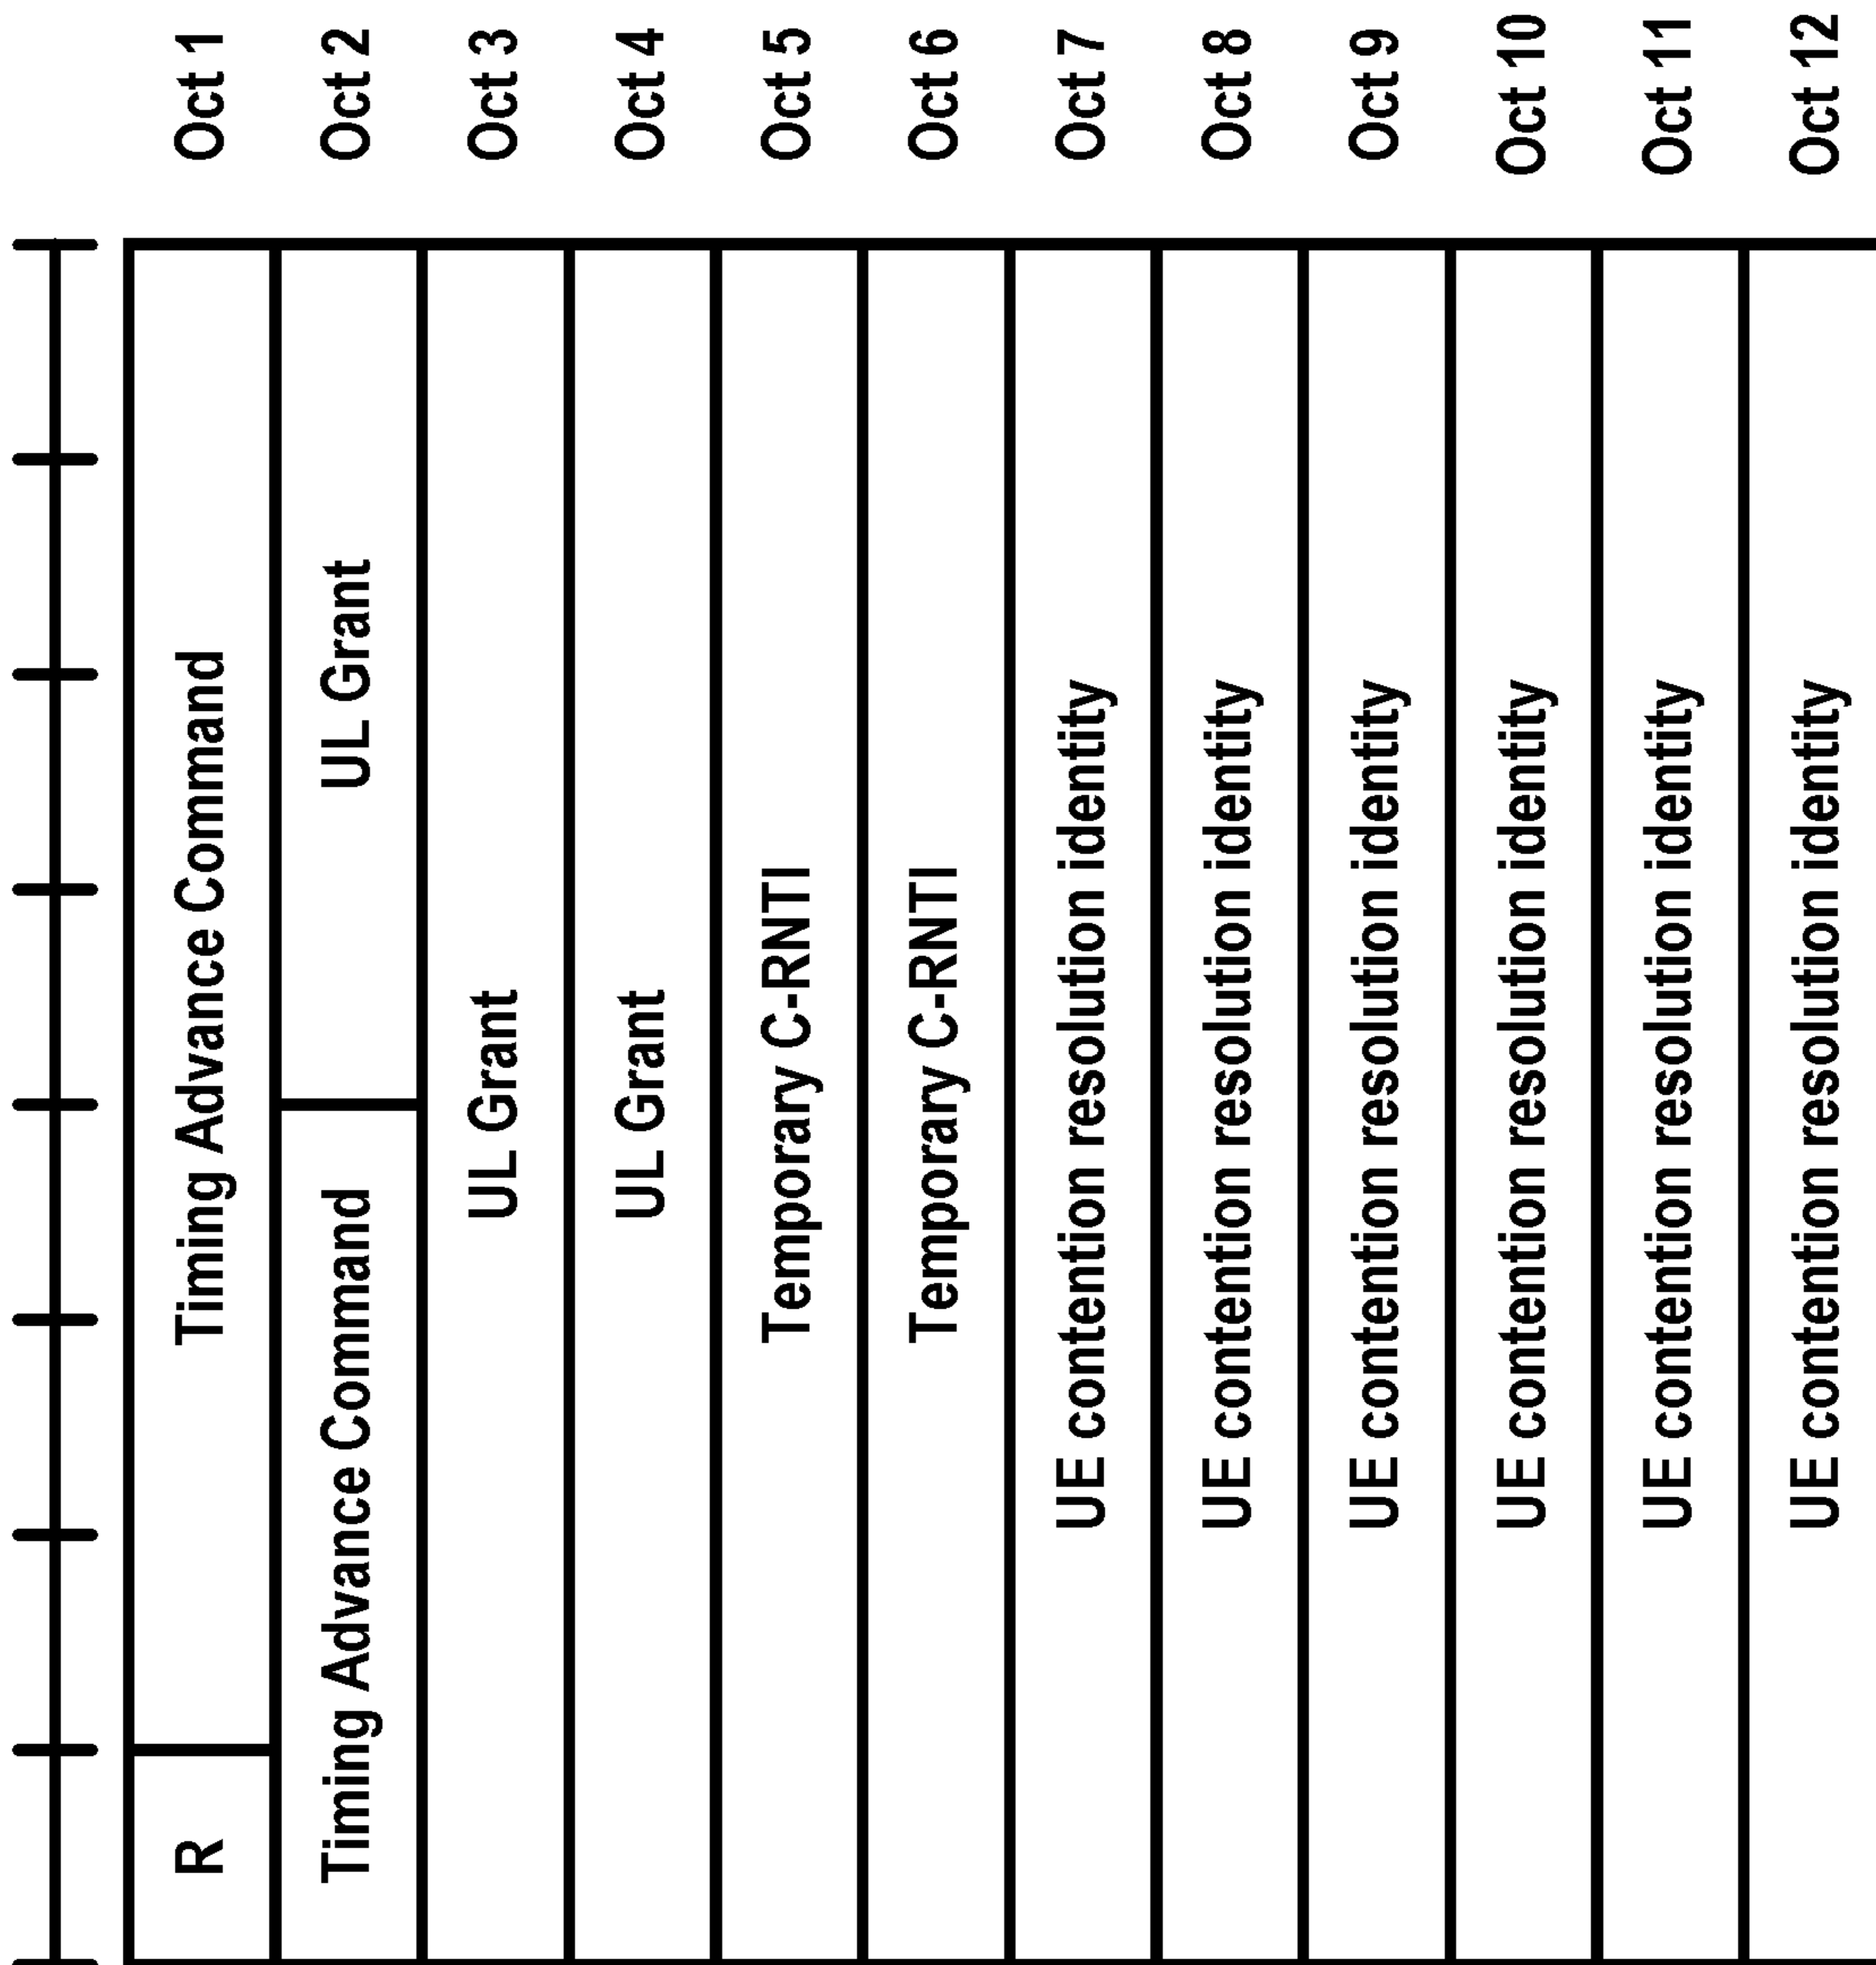 R Timing Advance Command Oct 1
Timing Advance Command UL Grant Oct 2
UL Grant Oct 3
UL Grant Oct 4
Temporary C-RNTI Oct 5
Temporary C-RNTI Oct 6
UE contention resolution identity Oct 7
UE contention resolution identity Oct 8
UE contention resolution identity Oct 9
UE contention resolution identity Oct 10
UE contention resolution identity Oct 11
UE contention resolution identity Oct 12